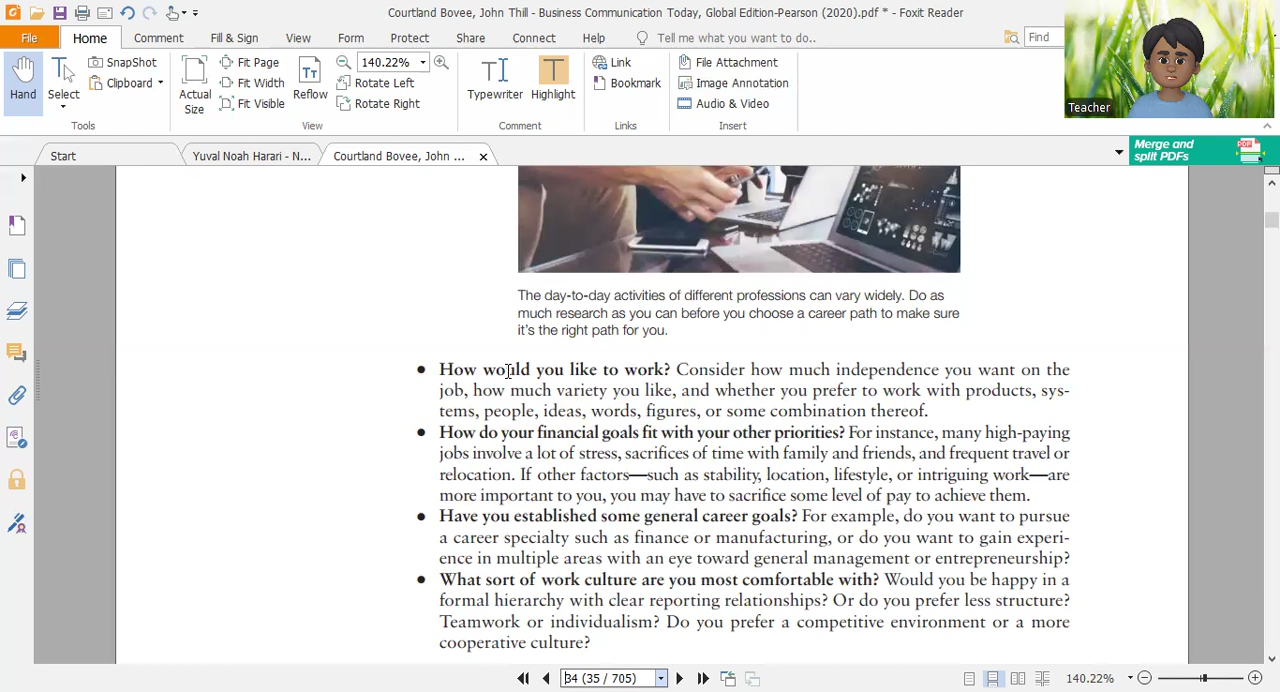 Courtland Bovee, John Thill - Business Communication Today, Global Edition-Pearson (2020).pdf * - Foxit Reader
File Home Comment Fill & Sign View Form Protect Share Connect Help Tell me what you want to do.. Find
Hand
Select
SnapShot
Clipboard
Tools
Actual Size
Fit Page
Fit Width
Fit Visible
Reflow
140.22%
Rotate Left
Rotate Right
View
Typewriter
Highlight
Comment
Link
Bookmark
Links
File Attachment
Image Annotation
Audio & Video
Insert
Teacher
Start
Yuval Noah Harari - N...
Courtland Bovee, John ...
Merge and
split PDFs
PDF
The day-to-day activities of different professions can vary widely. Do as
much research as you can before you choose a career path to make sure
it's the right path for you.
● How would you like to work? Consider how much independence you want on the
job, how much variety you like, and whether you prefer to work with products, sys-
tems, people, ideas, words, figures, or some combination thereof.
● How do your financial goals fit with your other priorities? For instance, many high-paying
jobs involve a lot of stress, sacrifices of time with family and friends, and frequent travel or
relocation. If other factors—such as stability, location, lifestyle, or intriguing work—are
more important to you, you may have to sacrifice some level of pay to achieve them.
● Have you established some general career goals? For example, do you want to pursue
a career specialty such as finance or manufacturing, or do you want to gain experi-
ence in multiple areas with an eye toward general management or entrepreneurship?
● What sort of work culture are you most comfortable with? Would you be happy in a
formal hierarchy with clear reporting relationships? Or do you prefer less structure?
Teamwork or individualism? Do you prefer a competitive environment or a more
cooperative culture?
34 (35 / 705)
140.22%